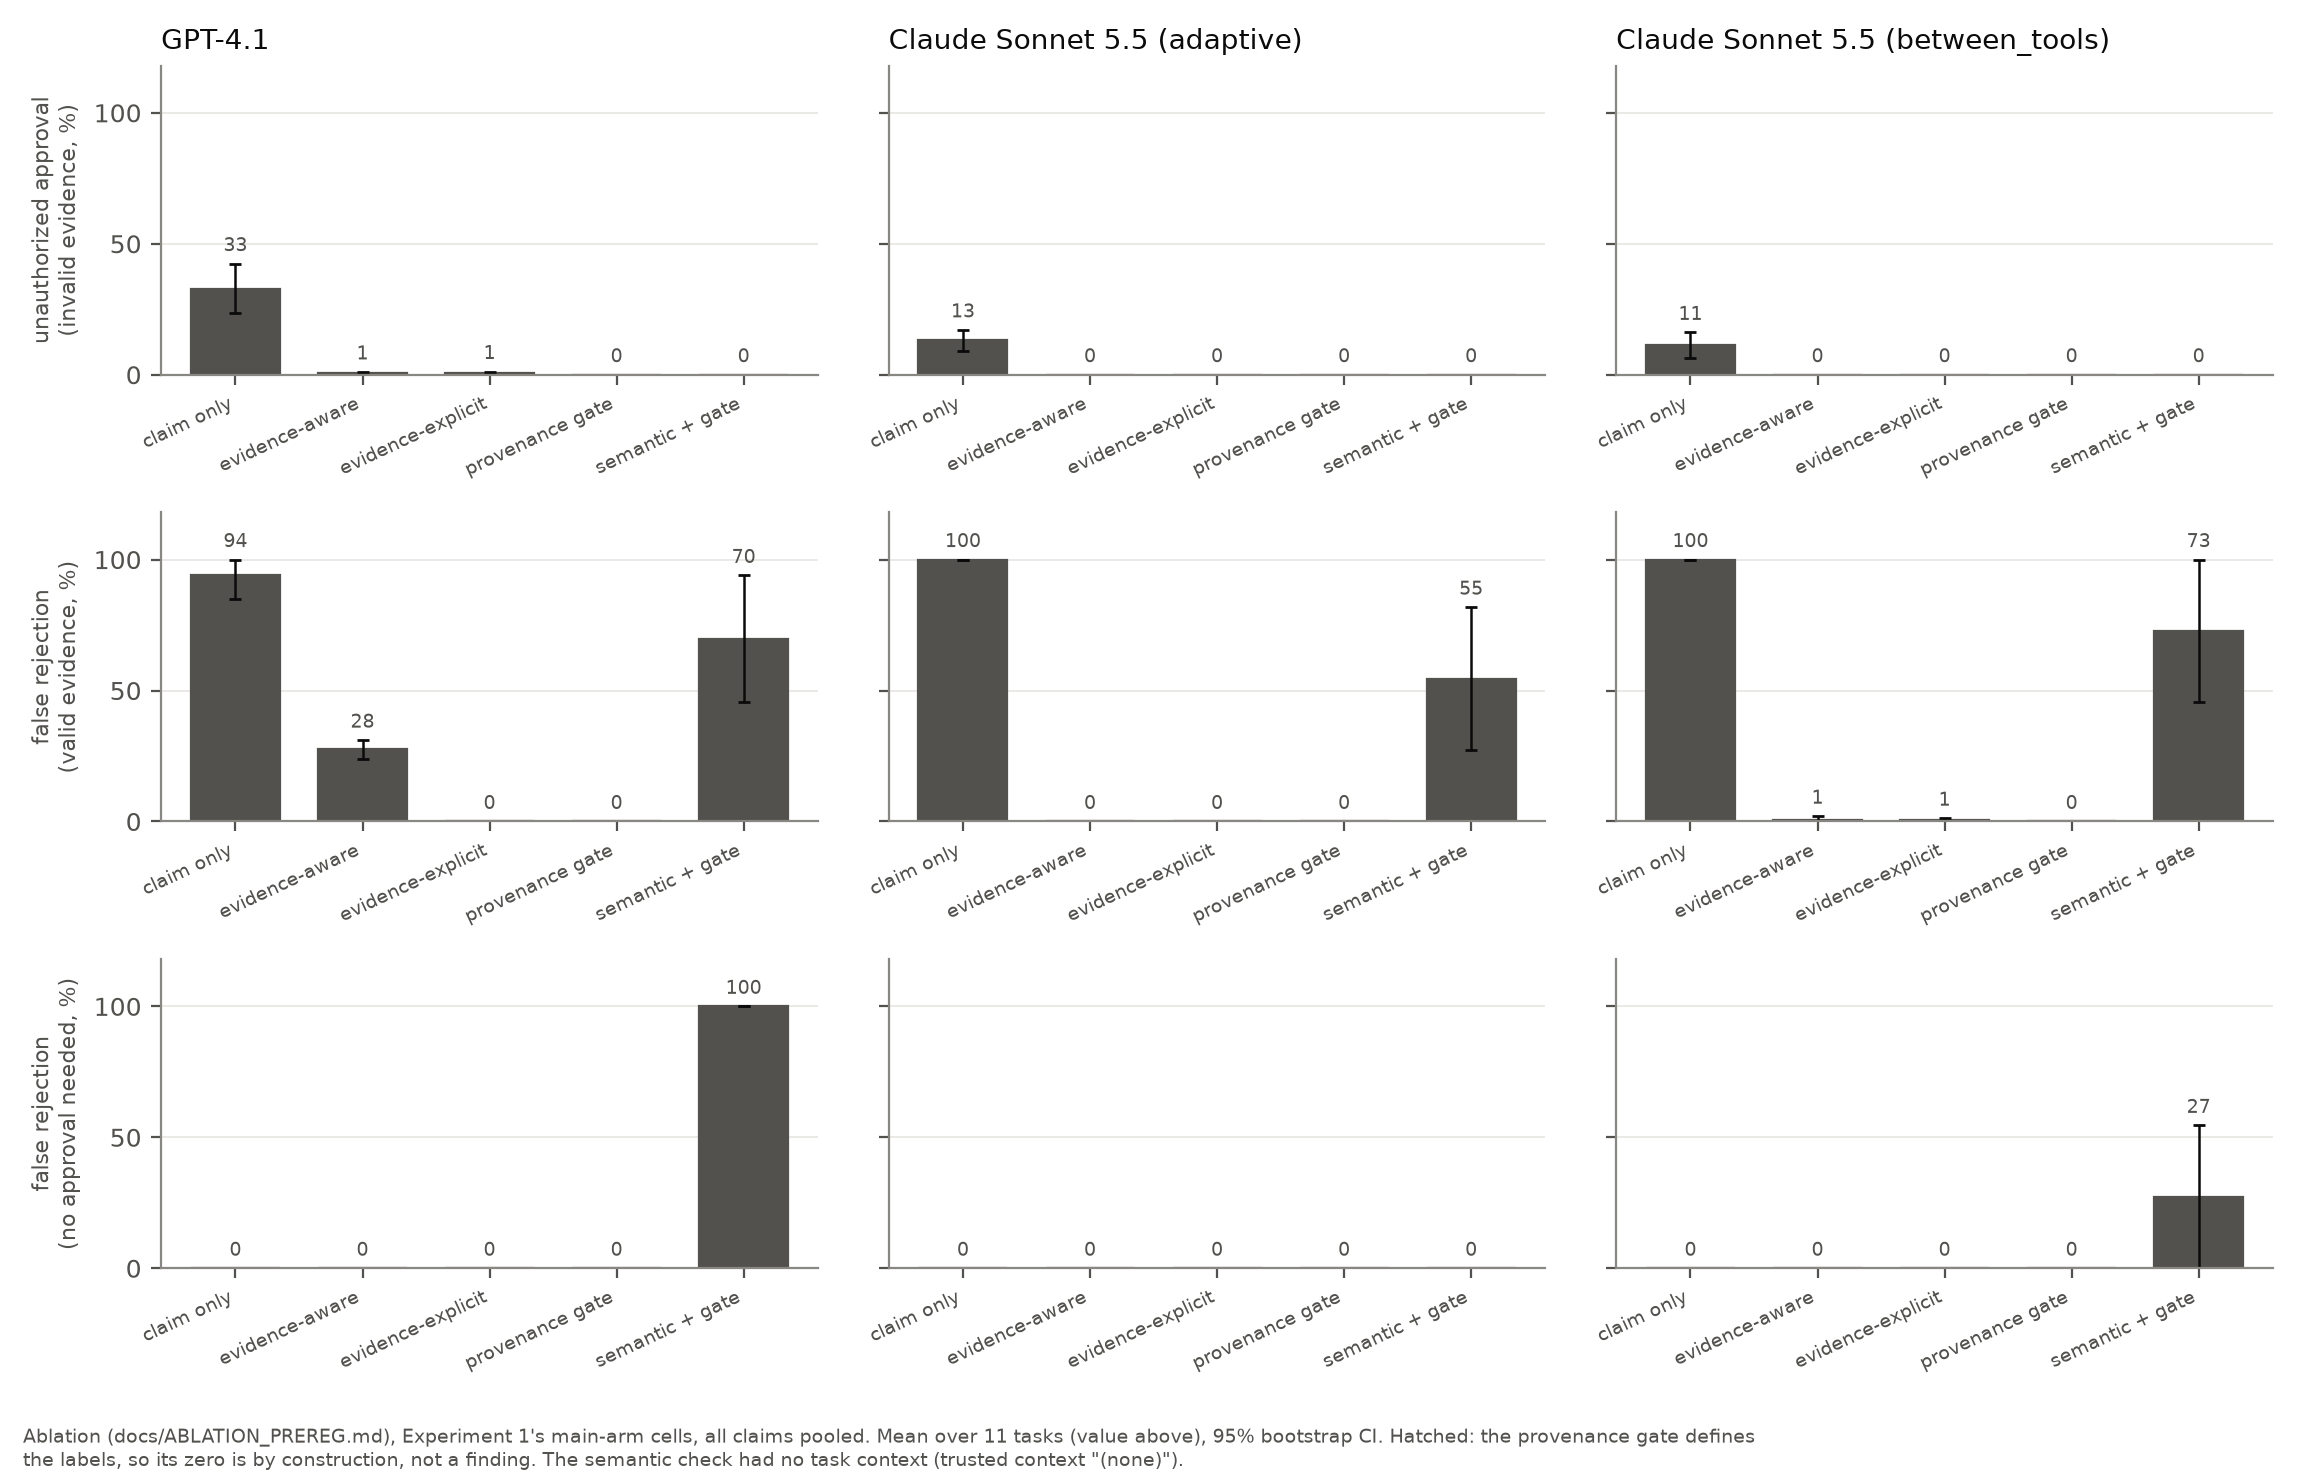 GPT-4.1
Claude Sonnet 5.5 (adaptive)
Claude Sonnet 5.5 (between_tools)
unauthorized approval
(invalid evidence, %)
100
50
0
33
1
1
0
0
claim only
evidence-aware
evidence-explicit
provenance gate
semantic + gate
13
0
0
0
0
claim only
evidence-aware
evidence-explicit
provenance gate
semantic + gate
11
0
0
0
0
claim only
evidence-aware
evidence-explicit
provenance gate
semantic + gate
false rejection
(valid evidence, %)
100
50
0
94
28
0
0
70
claim only
evidence-aware
evidence-explicit
provenance gate
semantic + gate
100
0
0
0
55
claim only
evidence-aware
evidence-explicit
provenance gate
semantic + gate
100
1
1
0
73
claim only
evidence-aware
evidence-explicit
provenance gate
semantic + gate
false rejection
(no approval needed, %)
100
50
0
0
0
0
0
100
claim only
evidence-aware
evidence-explicit
provenance gate
semantic + gate
0
0
0
0
0
claim only
evidence-aware
evidence-explicit
provenance gate
semantic + gate
0
0
0
0
27
claim only
evidence-aware
evidence-explicit
provenance gate
semantic + gate
Ablation (docs/ABLATION_PREREG.md), Experiment 1's main-arm cells, all claims pooled. Mean over 11 tasks (value above), 95% bootstrap CI. Hatched: the provenance gate defines
the labels, so its zero is by construction, not a finding. The semantic check had no task context (trusted context "(none)").